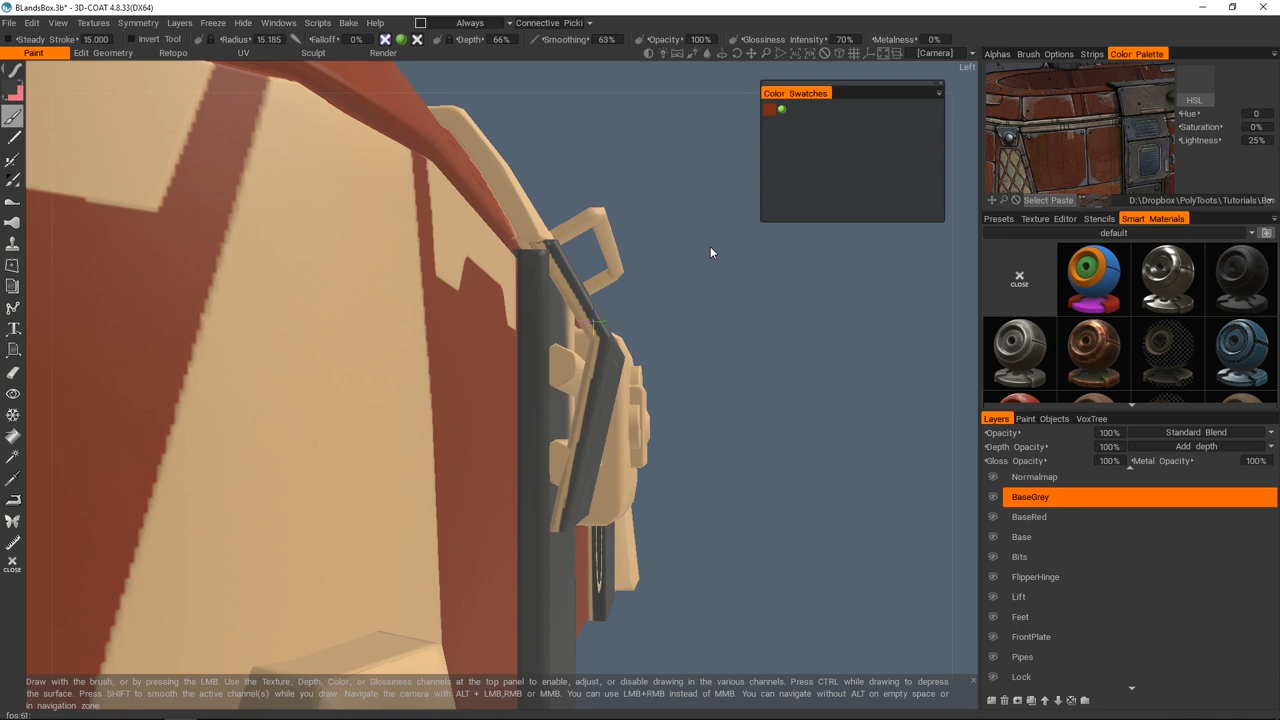 BLandsBox.3b* - 3D-COAT 4.8.33(DX64)
File Edit View Textures Symmetry Layers Freeze Hide Windows Scripts Bake Help Always Connective Picki
Steady Stroke 15.000 Invert Tool Radius 15.185 Falloff 0% Depth 66% Smoothing 63% Opacity 100% Glossiness Intensity 70% Metalness 0%
Paint Edit Geometry Retopo UV Sculpt Render [Camera]
Alphas Brush Options Strips Color Palette
Left
Color Swatches
HSL
Hue 0
Saturation 0%
Lightness 25%
Select Paste
Presets Texture Editor Stencils Smart Materials
default
CLOSE
Layers Paint Objects VoxTree
Opacity 100% Standard Blend
Depth Opacity 100% Add depth
Gloss Opacity 100% Metal Opacity 100%
Normalmap
BaseGrey
BaseRed
Base
Bits
FlipperHinge
Lift
Feet
FrontPlate
Pipes
Lock
CLOSE
Draw with the brush, or by pressing the LMB. Use the Texture, Depth, Color, or Glossiness channels at the top panel to enable, adjust, or disable drawing in the various channels. Press CTRL while drawing to depress
the surface. Press SHIFT to smooth the active channel(s) while you draw. Navigate the camera with ALT + LMB,RMB or MMB. You can use LMB+RMB instead of MMB. You can navigate without ALT on empty space or
in navigation zone
fps:61;